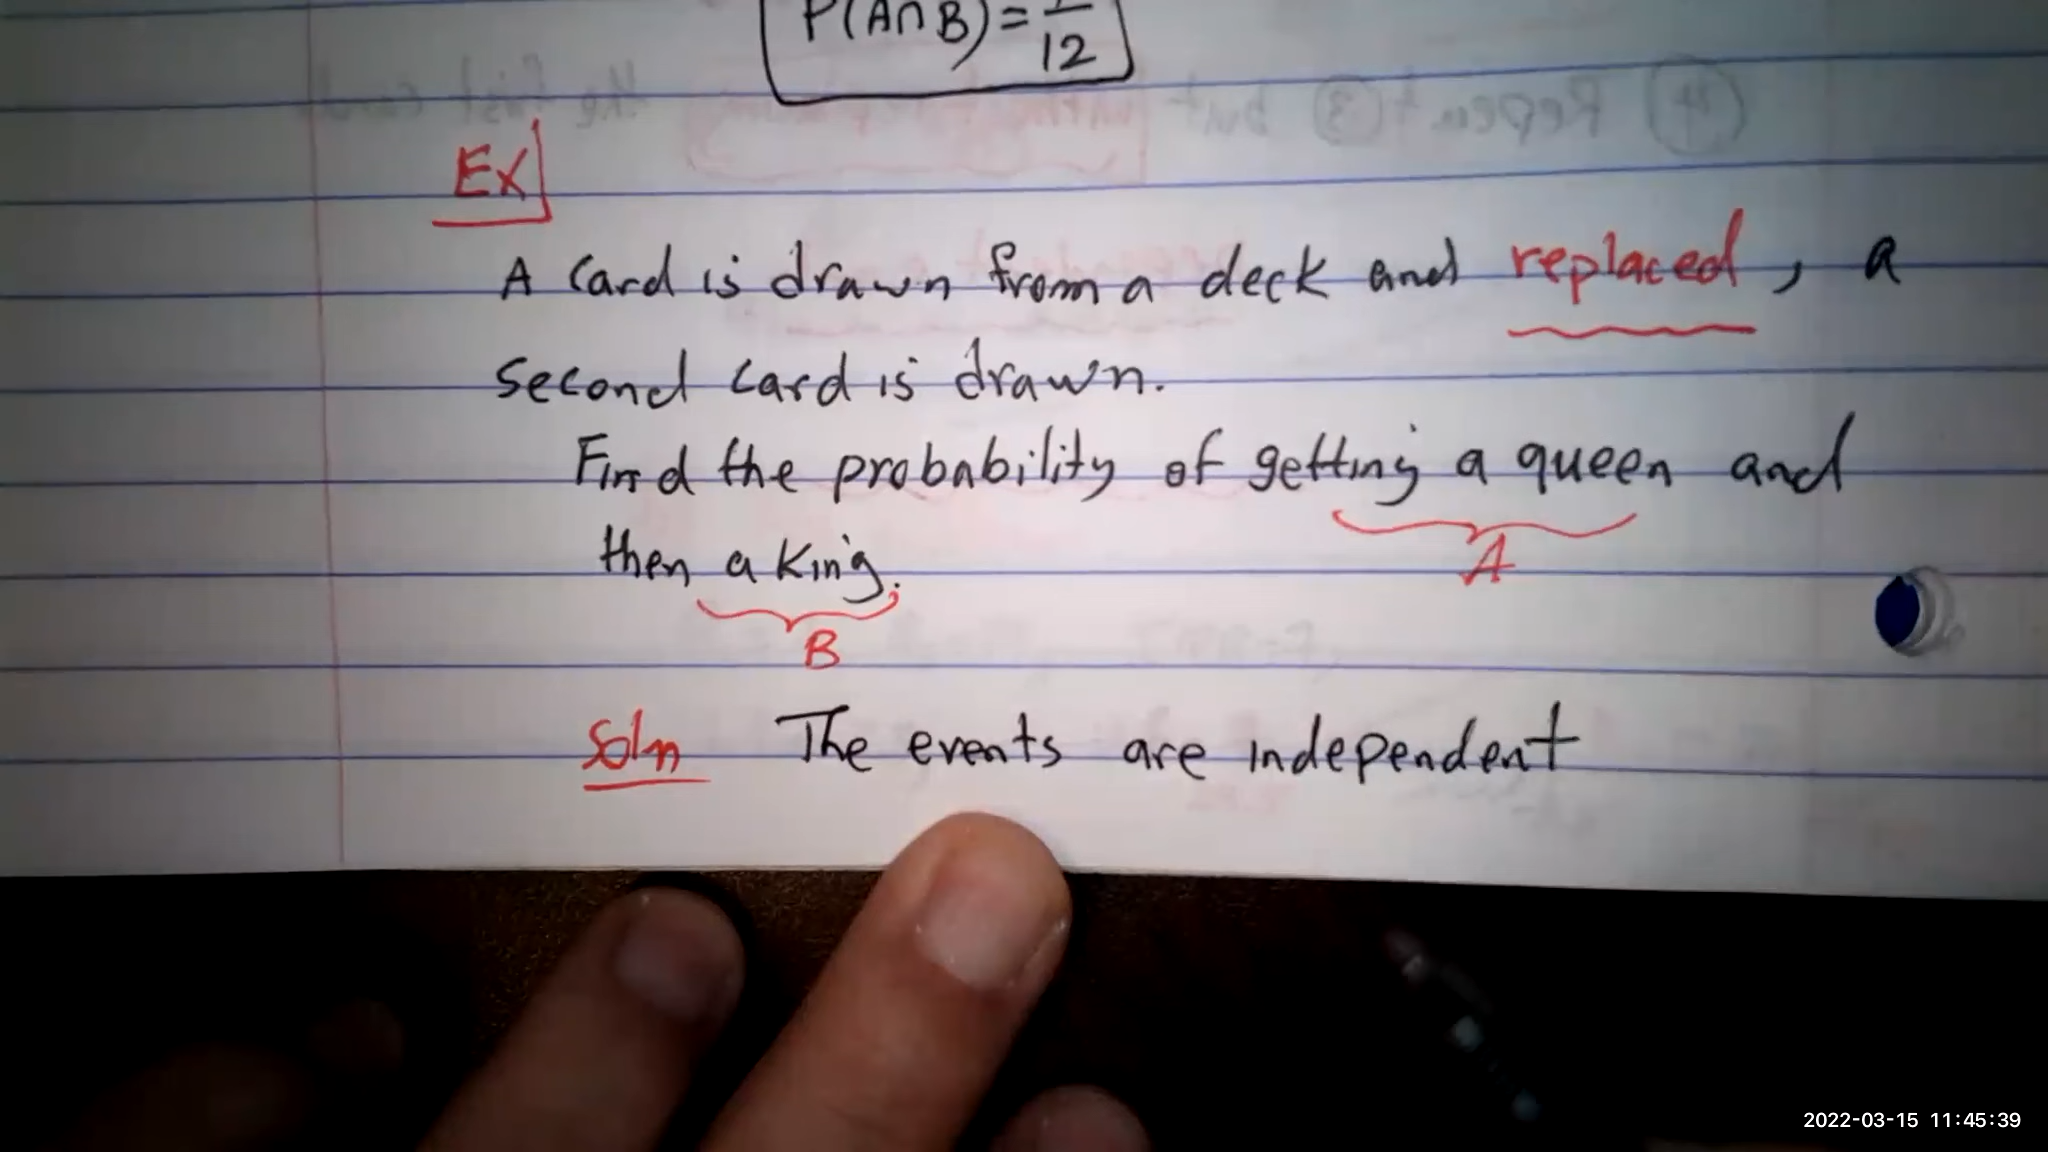 P(A∩B) = 1/12
Ex
A card is drawn from a deck and replaced, a
second card is drawn.
Find the probability of getting a queen and
A
then a King.
B
Soln The events are independent
2022-03-15 11:45:39